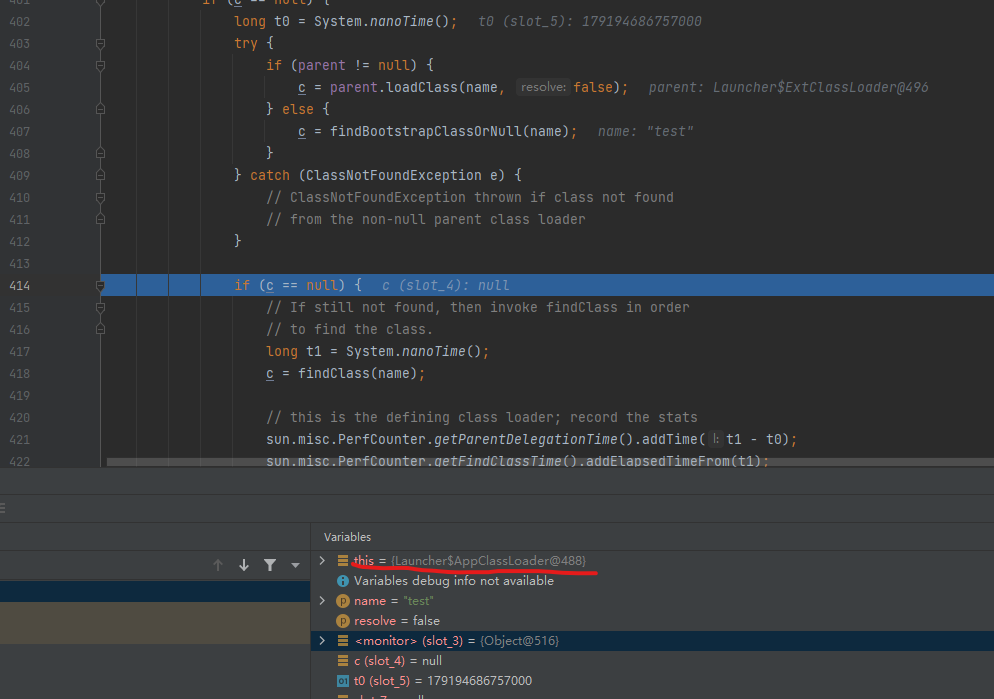 402 long t0 = System.nanoTime(); t0 (slot_5): 179194686757000
403 try {
404 if (parent != null) {
405 c = parent.loadClass(name, resolve: false); parent: Launcher$ExtClassLoader@496
406 } else {
407 c = findBootstrapClassOrNull(name); name: "test"
408 }
409 } catch (ClassNotFoundException e) {
410 // ClassNotFoundException thrown if class not found
411 // from the non-null parent class loader
412 }
413
414 if (c == null) { c (slot_4): null
415 // If still not found, then invoke findClass in order
416 // to find the class.
417 long t1 = System.nanoTime();
418 c = findClass(name);
419
420 // this is the defining class loader; record the stats
421 sun.misc.PerfCounter.getParentDelegationTime().addTime( l: t1 - t0);
422 sun.misc.PerfCounter.getFindClassTime().addElapsedTimeFrom(t1);
Variables
this = {Launcher$AppClassLoader@488}
Variables debug info not available
name = "test"
resolve = false
<monitor> (slot_3) = {Object@516}
c (slot_4) = null
t0 (slot_5) = 179194686757000